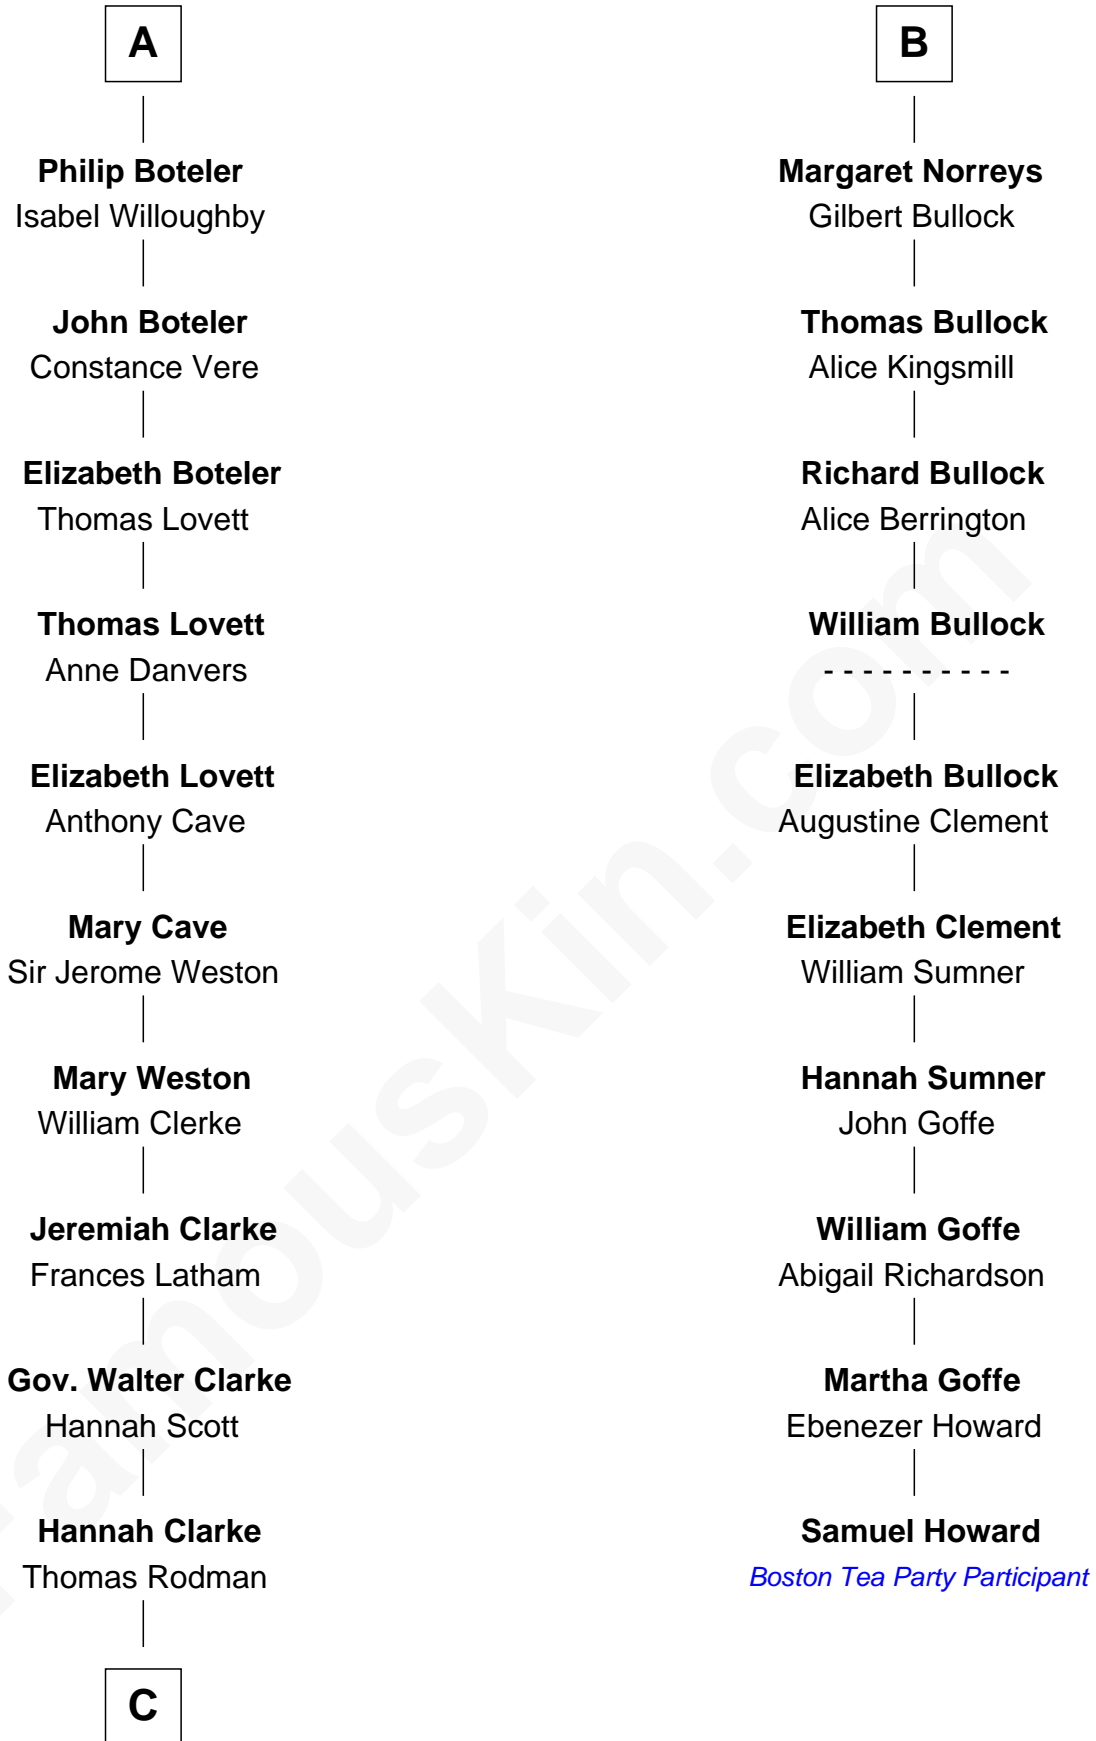 A
Philip Boteler
Isabel Willoughby
John Boteler
Constance Vere
Elizabeth Boteler
Thomas Lovett
Thomas Lovett
Anne Danvers
Elizabeth Lovett
Anthony Cave
Mary Cave
Sir Jerome Weston
Mary Weston
William Clerke
Jeremiah Clarke
Frances Latham
Gov. Walter Clarke
Hannah Scott
Hannah Clarke
Thomas Rodman
C
B
Margaret Norreys
Gilbert Bullock
Thomas Bullock
Alice Kingsmill
Richard Bullock
Alice Berrington
William Bullock
- - - - - - - - - -
Elizabeth Bullock
Augustine Clement
Elizabeth Clement
William Sumner
Hannah Sumner
John Goffe
William Goffe
Abigail Richardson
Martha Goffe
Ebenezer Howard
Samuel Howard
Boston Tea Party Participant
FamousKin.com